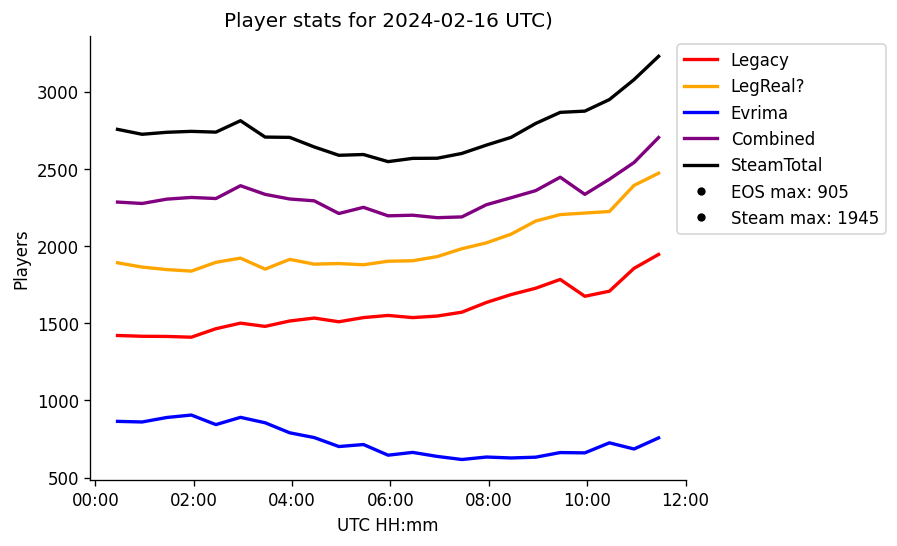 Player stats for 2024-02-16 UTC)
Legacy
LegReal?
Evrima
Combined
SteamTotal
EOS max: 905
Steam max: 1945
Players
3000
2500
2000
1500
1000
500
00:00 02:00 04:00 06:00 08:00 10:00 12:00
UTC HH:mm